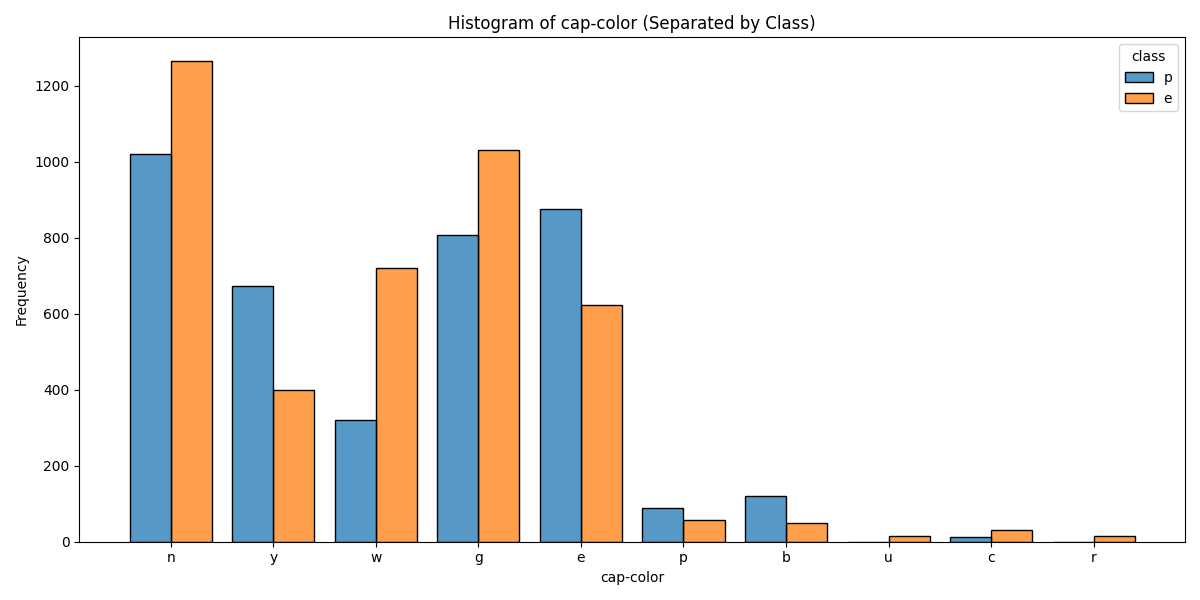 Histogram of cap-color (Separated by Class)
class
p
e
Frequency
1200
1000
800
600
400
200
0
n y w g e p b u c r
cap-color